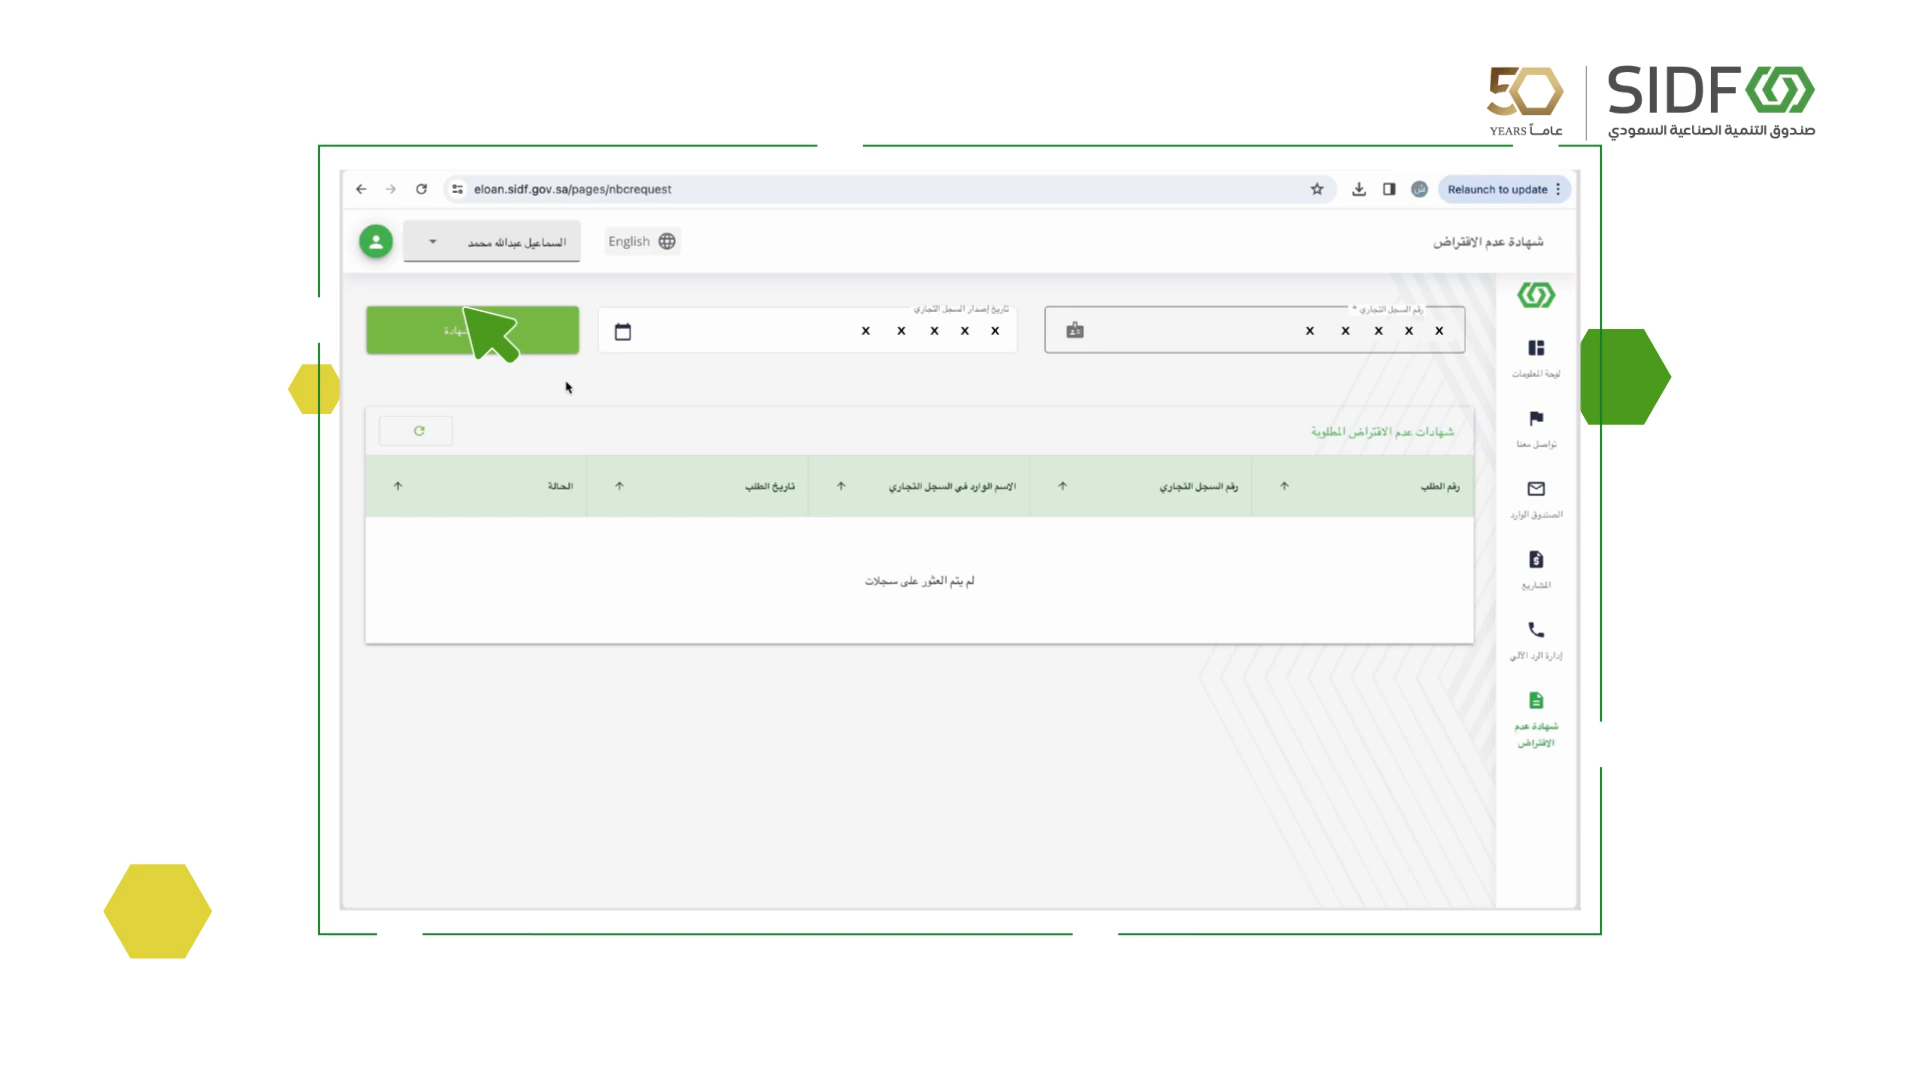 50 SIDF
YEARS عامــاً
صندوق التنمية الصناعية السعودي
eloan.sidf.gov.sa/pages/nbcrequest
Relaunch to update
شهادة عدم الاقتراض
English
السماعيل عبدالله محمد
رقم السجل التجاري *
x x x x x
تاريخ إصدار السجل التجاري
x x x x x
شهادات عدم الاقتراض المطلوبة
رقم الطلب
رقم السجل التجاري
الاسم الوارد في السجل التجاري
تاريخ الطلب
الحالة
لم يتم العثور على سجلات
لوحة المعلومات
تواصل معنا
الصندوق الوارد
المشاريع
إدارة الرد الآلي
شهادة عدم
الاقتراض